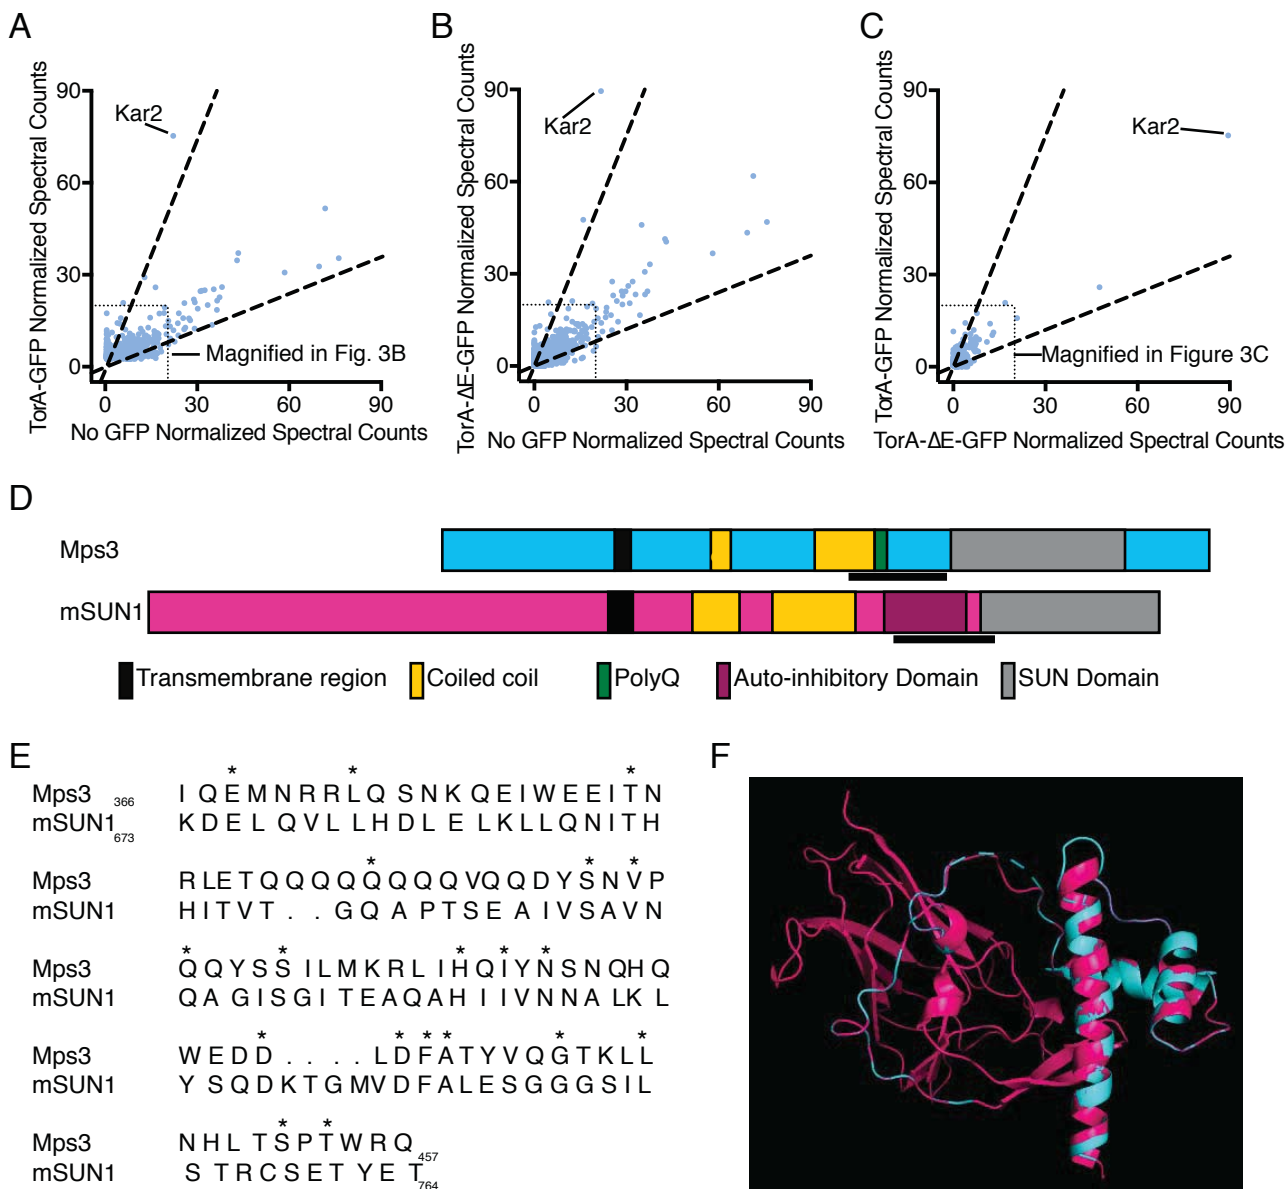 A
B
C
TorA-GFP Normalized Spectral Counts
90
60
30
0
Kar2
Magnified in Fig. 3B
0 30 60 90
No GFP Normalized Spectral Counts
TorA-ΔE-GFP Normalized Spectral Counts
90
60
30
0
Kar2
0 30 60 90
No GFP Normalized Spectral Counts
TorA-GFP Normalized Spectral Counts
90
60
30
0
Kar2
Magnified in Figure 3C
0 30 60 90
TorA-ΔE-GFP Normalized Spectral Counts
D
Mps3
mSUN1
Transmembrane region
Coiled coil
PolyQ
Auto-inhibitory Domain
SUN Domain
E
* * *
Mps3 366 I Q E M N R R L Q S N K Q E I W E E I T N
mSUN1 673 K D E L Q V L L H D L E L K L L Q N I T H
* * *
Mps3 R L E T Q Q Q Q Q Q Q Q Q V Q Q D Y S N V P
mSUN1 H I T V T . . G Q A P T S E A I V S A V N
* * * * *
Mps3 Q Q Y S S S I L M K R L I H Q I Y N S N Q H Q
mSUN1 Q A G I S G I T E A Q A H I I V N N A L K L
* * * * * *
Mps3 W E D D . . . . L D F A T Y V Q G T K L L
mSUN1 Y S Q D K T G M V D F A L E S G G G S I L
* *
Mps3 N H L T S P T W R Q 457
mSUN1 S T R C S E T Y E T 764
F